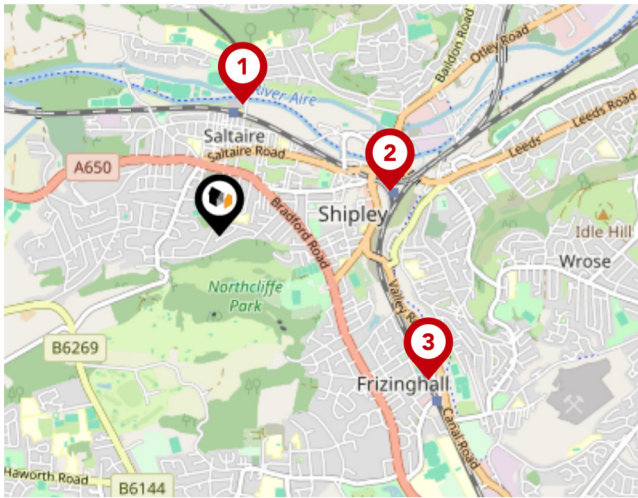 Baildon Road
Otley Road
1
River Aire
Saltaire
Saltaire Road
2
Leeds
Leeds Road
A650
Shipley
Bradford Road
Idle Hill
Wrose
Northcliffe
Park
Valley
3
B6269
Frizinghall
Canal Road
Haworth Road
B6144